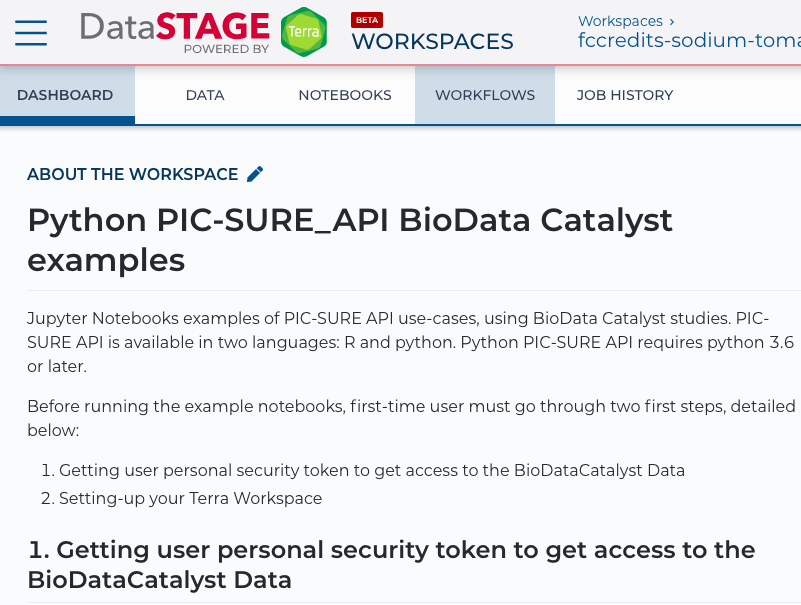 DataSTAGE
POWERED BY
Terra
BETA
WORKSPACES
Workspaces ›
fccredits-sodium-toma
DASHBOARD
DATA
NOTEBOOKS
WORKFLOWS
JOB HISTORY
ABOUT THE WORKSPACE
Python PIC-SURE_API BioData Catalyst
examples
Jupyter Notebooks examples of PIC-SURE API use-cases, using BioData Catalyst studies. PIC-
SURE API is available in two languages: R and python. Python PIC-SURE API requires python 3.6
or later.
Before running the example notebooks, first-time user must go through two first steps, detailed
below:
1. Getting user personal security token to get access to the BioDataCatalyst Data
2. Setting-up your Terra Workspace
1. Getting user personal security token to get access to the
BioDataCatalyst Data